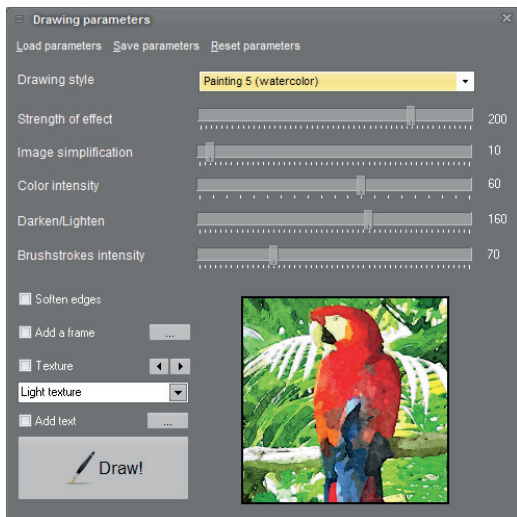 Drawing parameters
Load parameters Save parameters Reset parameters
Drawing style Painting 5 (watercolor)
Strength of effect 200
Image simplification 10
Color intensity 60
Darken/Lighten 160
Brushstrokes intensity 70
Soften edges
Add a frame ...
Texture
Light texture
Add text ...
Draw!